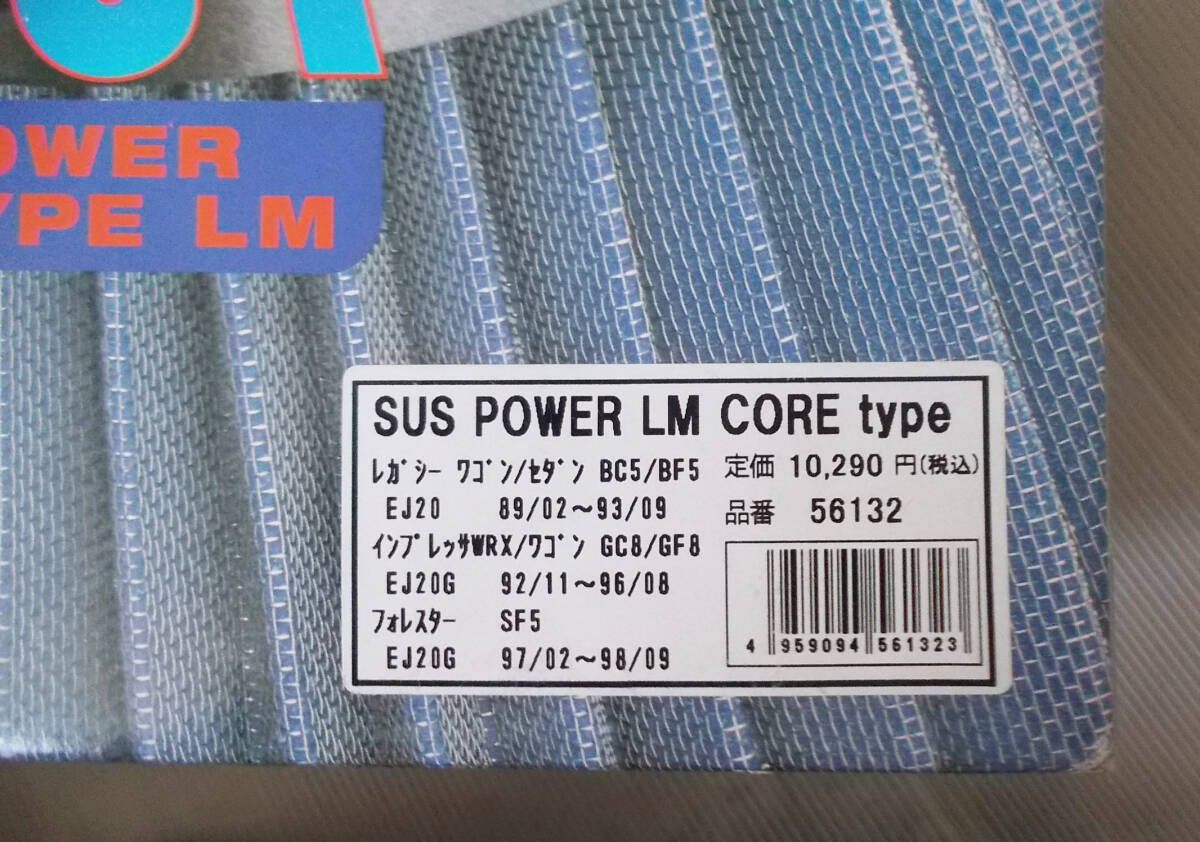 OWER
YPE LM
SUS POWER LM CORE type
ﾚｶﾞｼｰ ﾜｺﾞﾝ/ｾﾀﾞﾝ BC5/BF5
EJ20 89/02～93/09
ｲﾝﾌﾟﾚｯｻWRX/ﾜｺﾞﾝ GC8/GF8
EJ20G 92/11～96/08
ﾌｫﾚｽﾀｰ SF5
EJ20G 97/02～98/09
定価 10,290 円(税込)
品番 56132
4 959094 561323